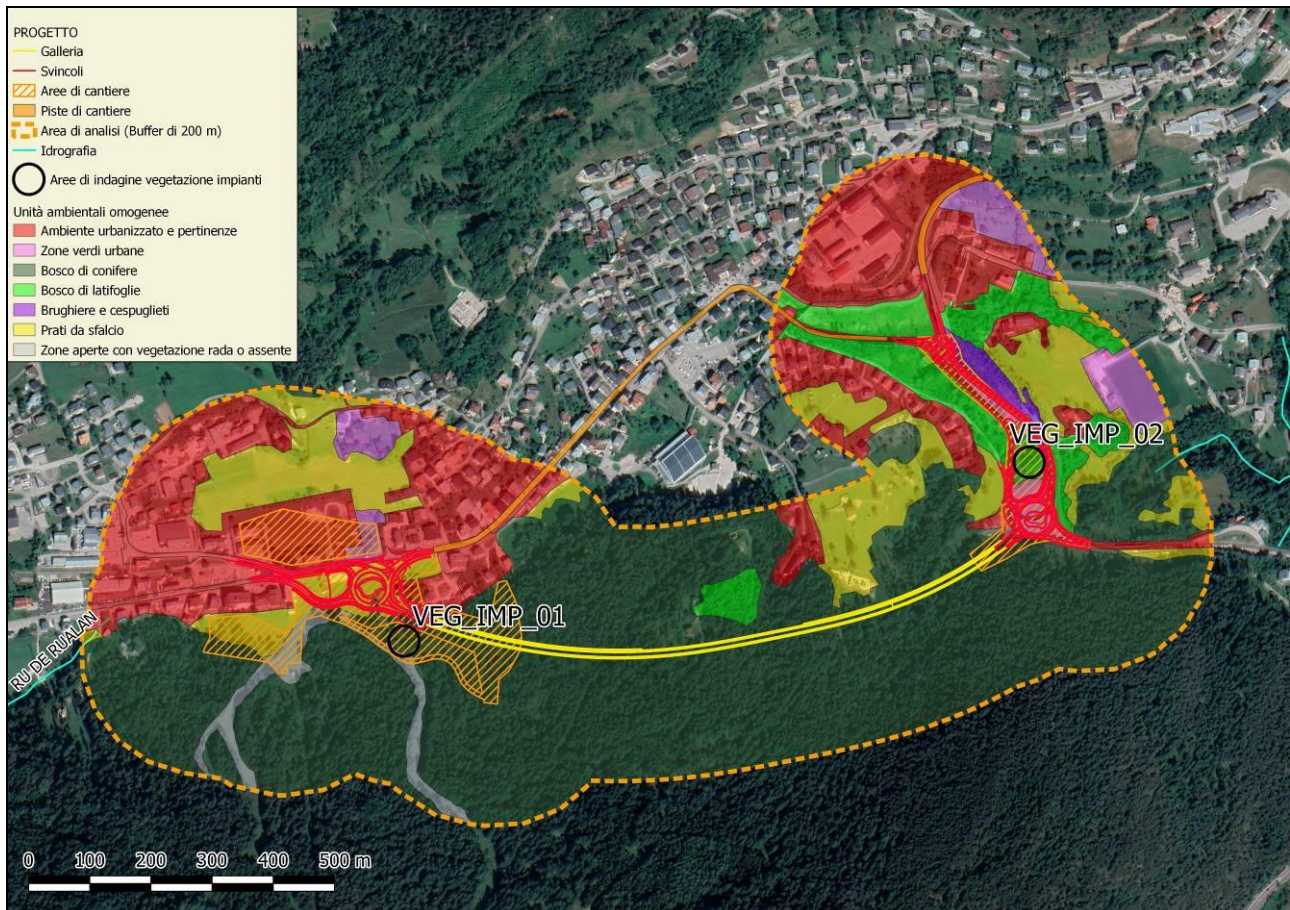 PROGETTO
Galleria
Svincoli
Aree di cantiere
Piste di cantiere
Area di analisi (Buffer di 200 m)
Idrografia
Aree di indagine vegetazione impianti
Unità ambientali omogenee
Ambiente urbanizzato e pertinenze
Zone verdi urbane
Bosco di conifere
Bosco di latifoglie
Brughiere e cespuglieti
Prati da sfalcio
Zone aperte con vegetazione rada o assente
VEG_IMP_02
VEG_IMP_01
RU DE RUALAN
0 100 200 300 400 500 m